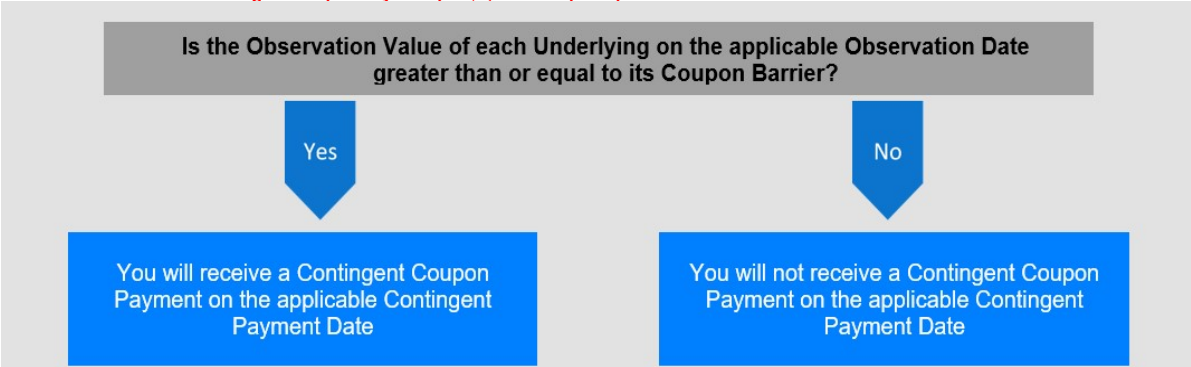 Is the Observation Value of each Underlying on the applicable Observation Date
greater than or equal to its Coupon Barrier?
Yes
No
You will receive a Contingent Coupon
Payment on the applicable Contingent
Payment Date
You will not receive a Contingent Coupon
Payment on the applicable Contingent
Payment Date